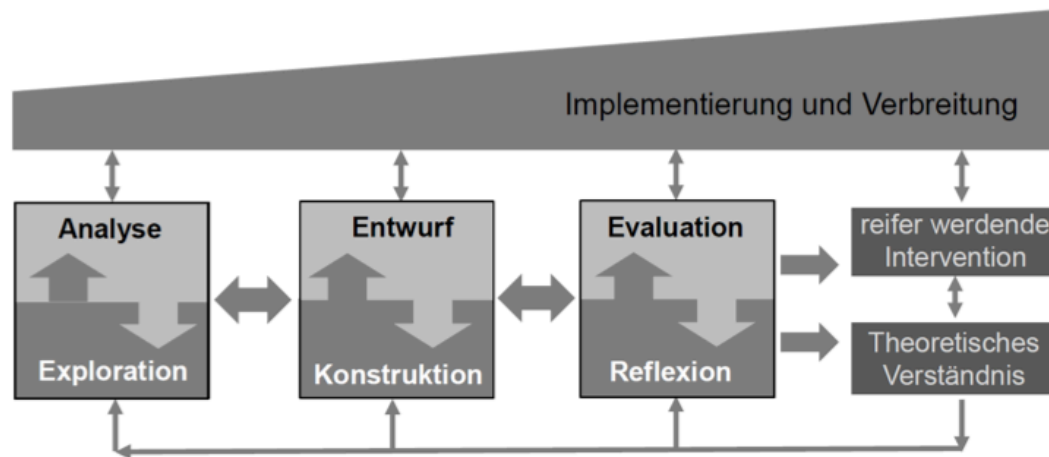 Implementierung und Verbreitung
Analyse
Exploration
Entwurf
Konstruktion
Evaluation
Reflexion
reifer werdende
Intervention
Theoretisches
Verständnis